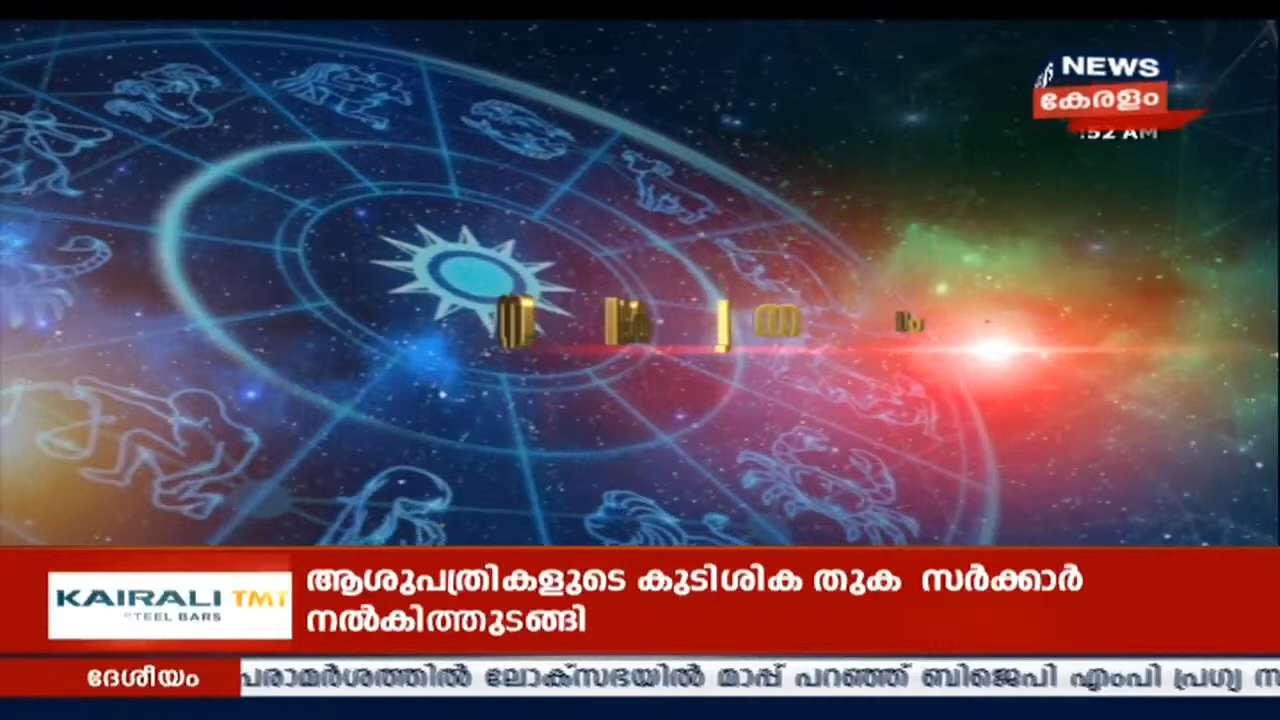 NEWS
കേരളം
:52 AM
ആശുപത്രികളുടെ കുടിശിക തുക സർക്കാർ
നൽകിത്തുടങ്ങി
KAIRALI TMT
STEEL BARS
ദേശീയം
പരാമർശത്തിൽ ലോക്സഭയിൽ മാപ്പ് പറഞ്ഞ് ബിജെപി എംപി പ്രഗ്യ